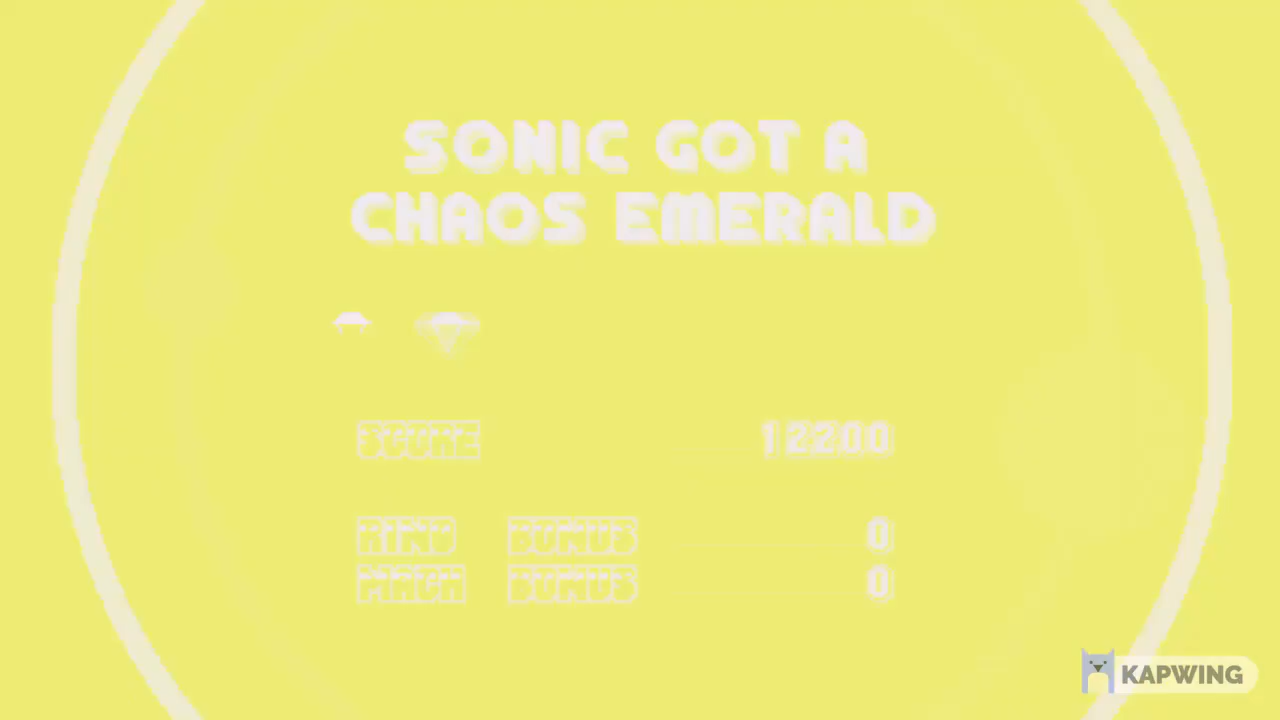 SONIC GOT A
CHAOS EMERALD
SCORE 12200
RING BONUS 0
MACH BONUS 0
KAPWING